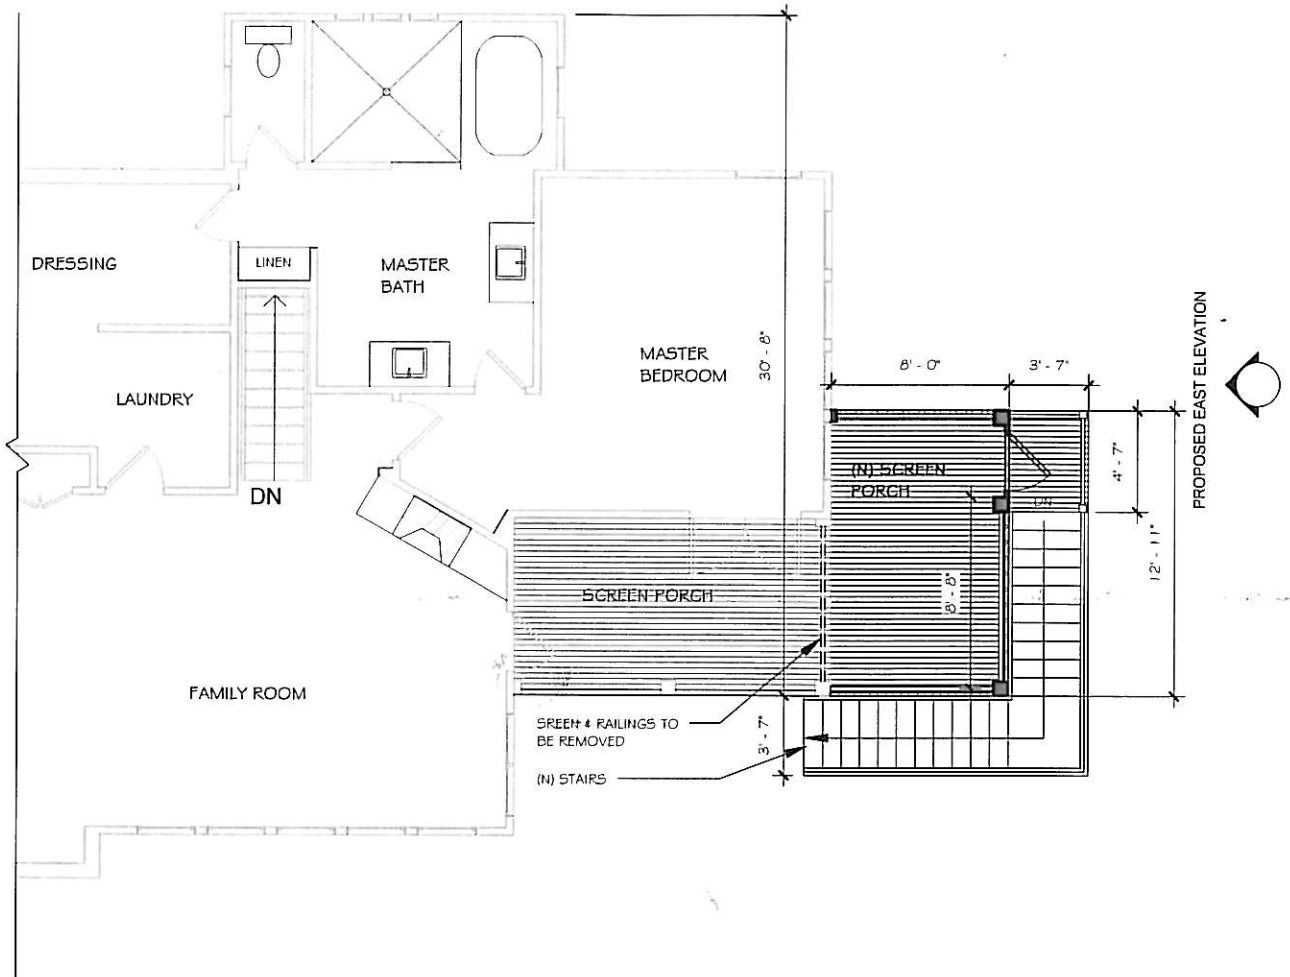 DRESSING
LINEN
MASTER
BATH
30' - 8"
MASTER
BEDROOM
8' - 0"
3' - 7"
PROPOSED EAST ELEVATION
LAUNDRY
DN
(N) SCREEN
PORCH
4' - 7"
DN
12' - 11"
8' - 8"
SCREEN PORCH
FAMILY ROOM
SREEN & RAILINGS TO
BE REMOVED
3' - 7"
(N) STAIRS